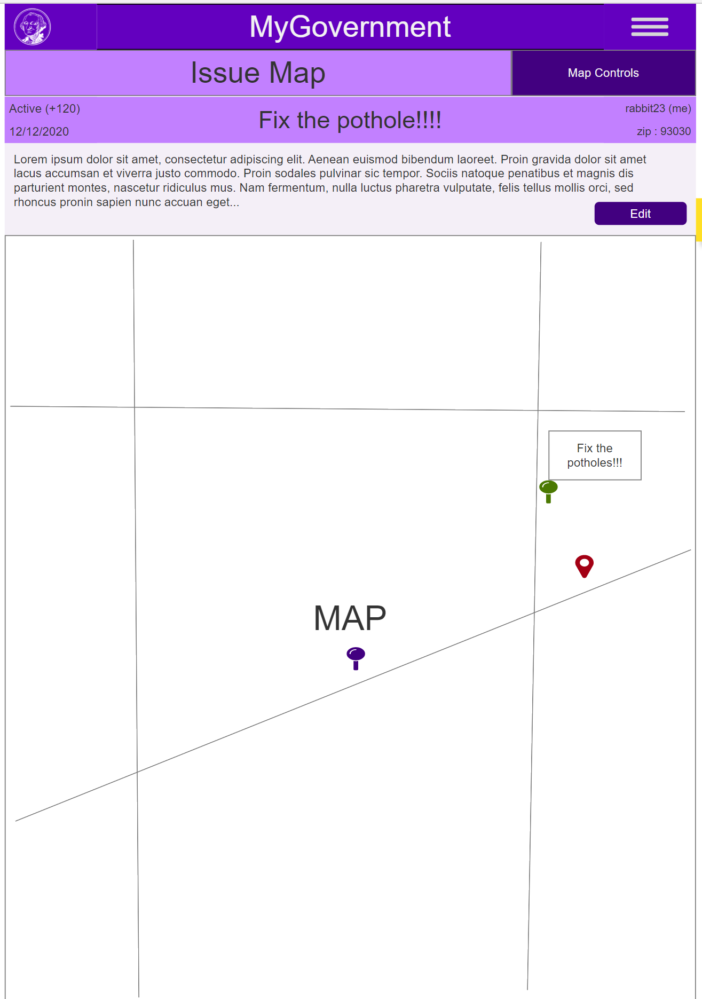 MyGovernment
Issue Map
Map Controls
Active (+120)
12/12/2020
Fix the pothole!!!!
rabbit23 (me)
zip : 93030
Lorem ipsum dolor sit amet, consectetur adipiscing elit. Aenean euismod bibendum laoreet. Proin gravida dolor sit amet
lacus accumsan et viverra justo commodo. Proin sodales pulvinar sic tempor. Sociis natoque penatibus et magnis dis
parturient montes, nascetur ridiculus mus. Nam fermentum, nulla luctus pharetra vulputate, felis tellus mollis orci, sed
rhoncus pronin sapien nunc accuan eget...
Edit
Fix the
potholes!!!
MAP